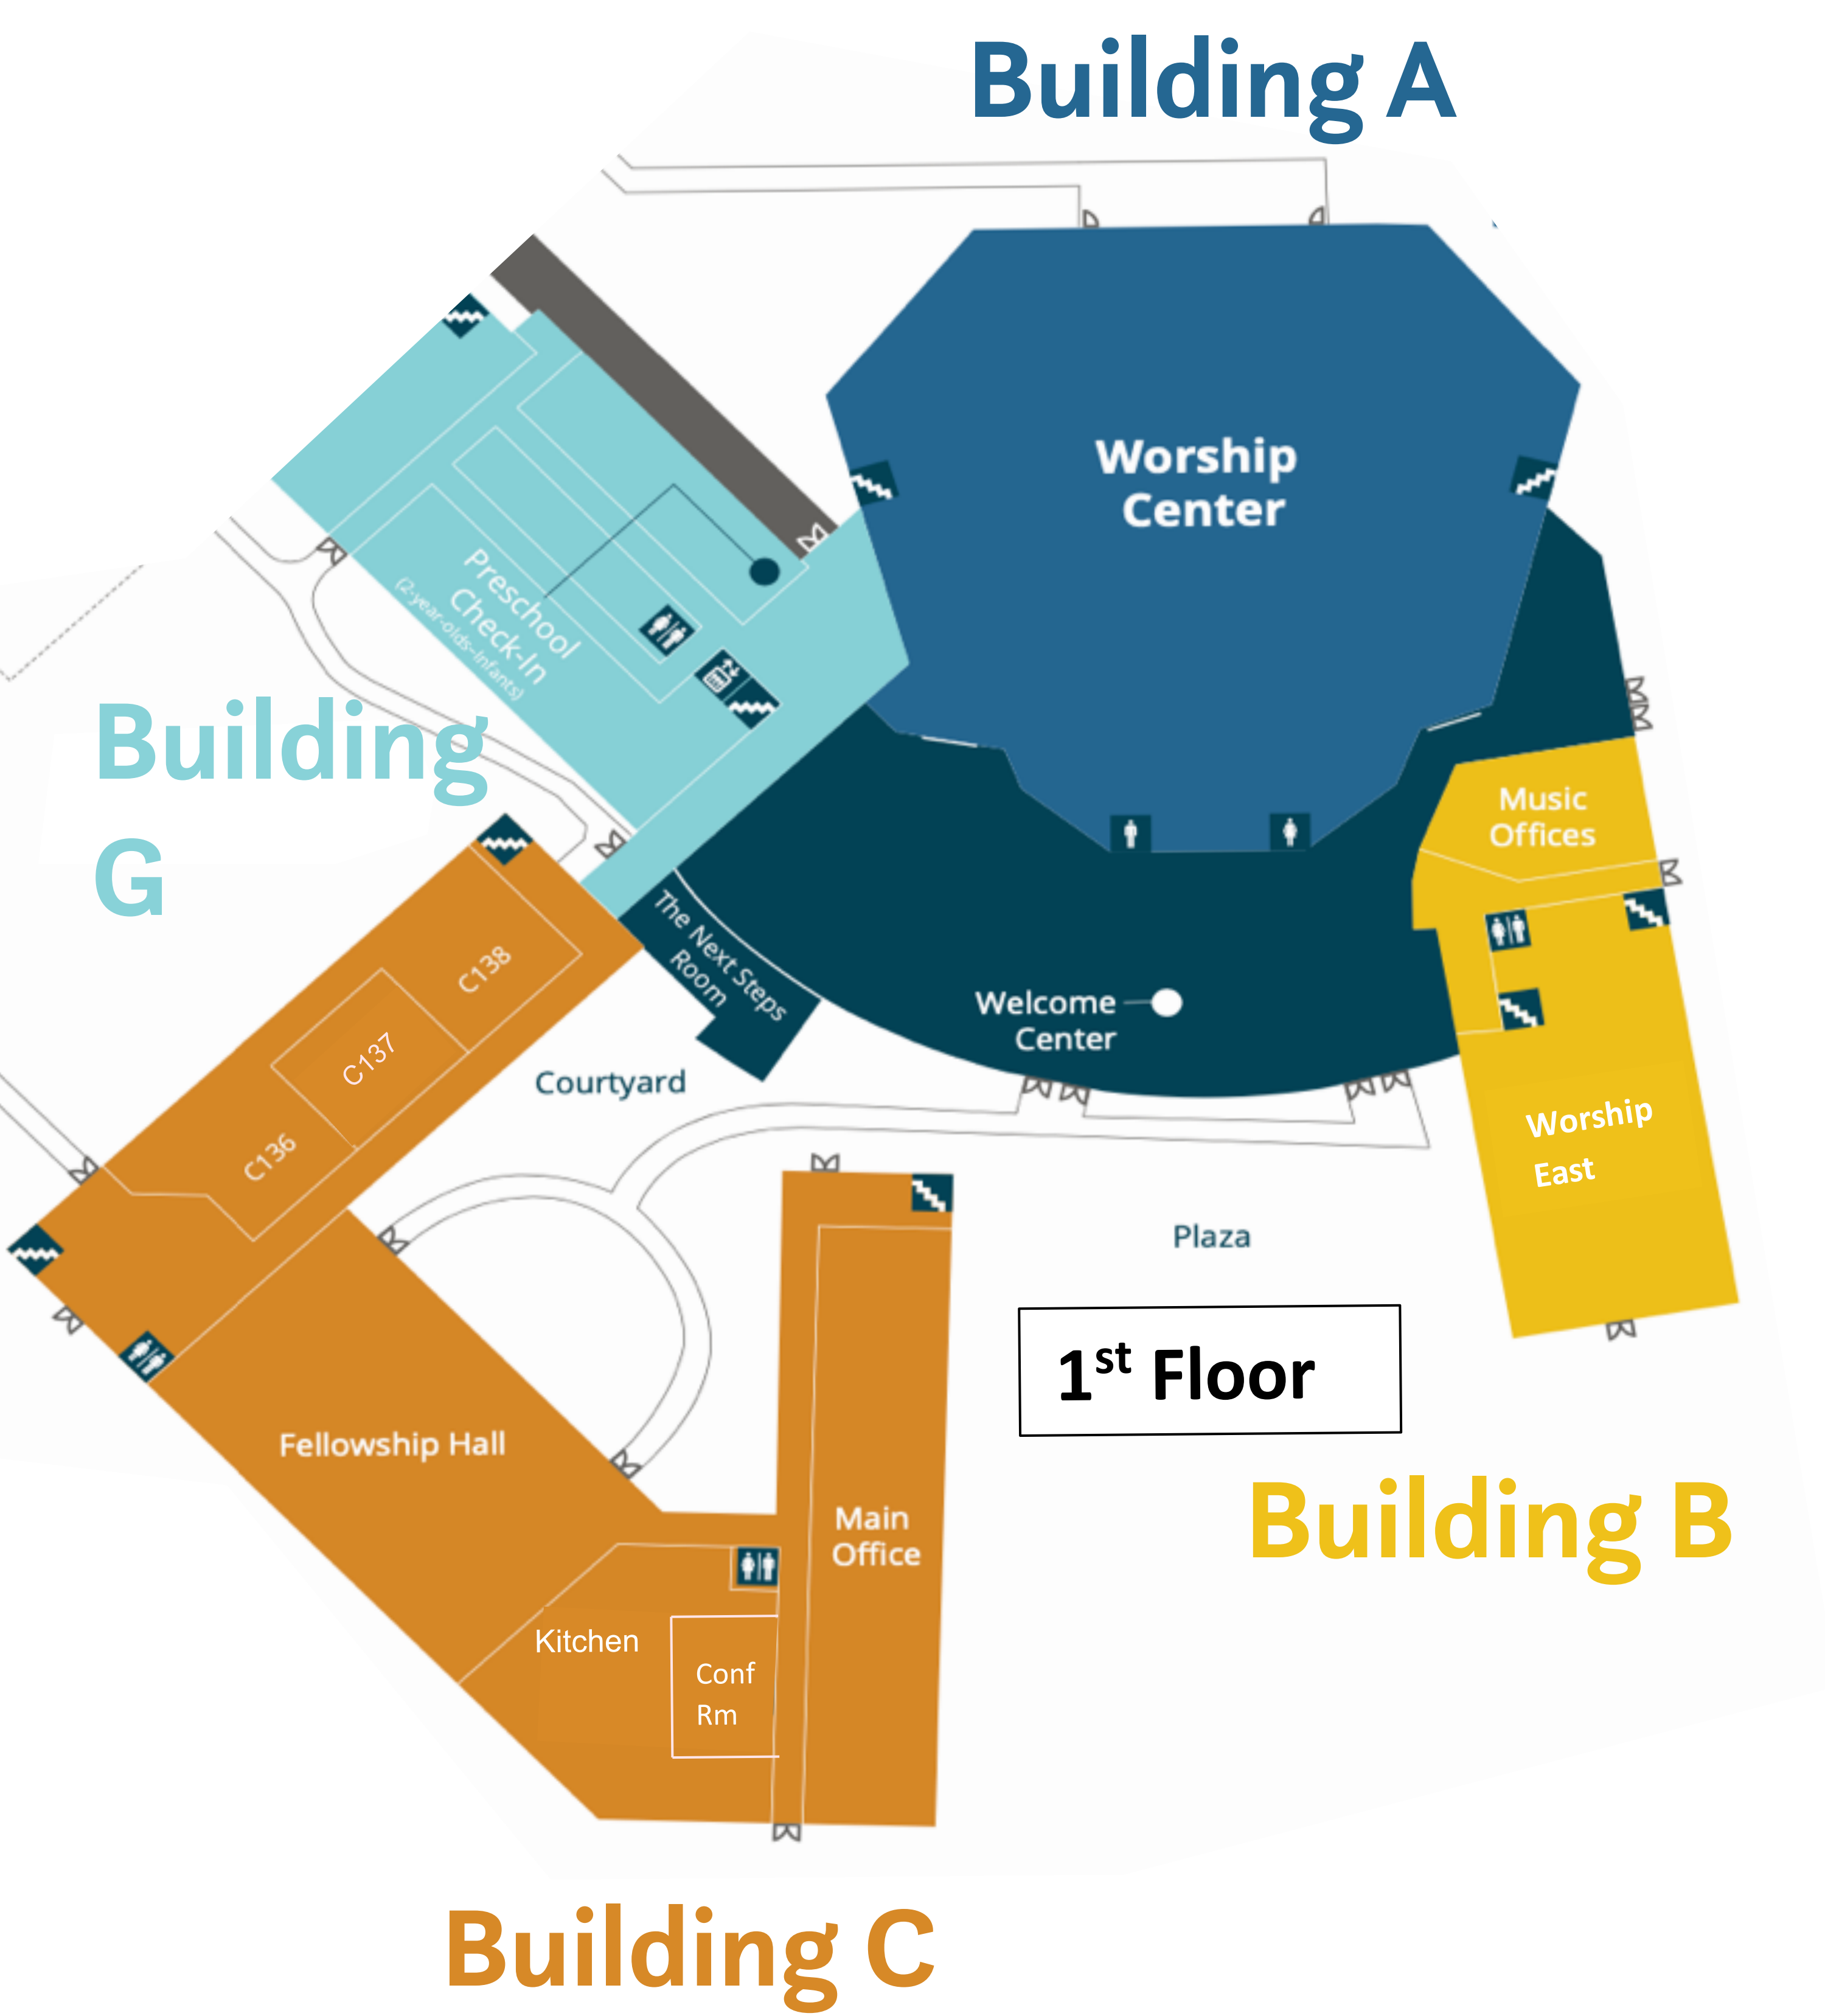 Building A
Worship
Center
Preschool
Check-In
(2-year-olds-Infants)
Building
G
Music
Offices
The Next Steps
Room
C138
C137
C136
Welcome
Center
Courtyard
Worship
East
Plaza
1st Floor
Fellowship Hall
Main
Office
Building B
Kitchen
Conf
Rm
Building C